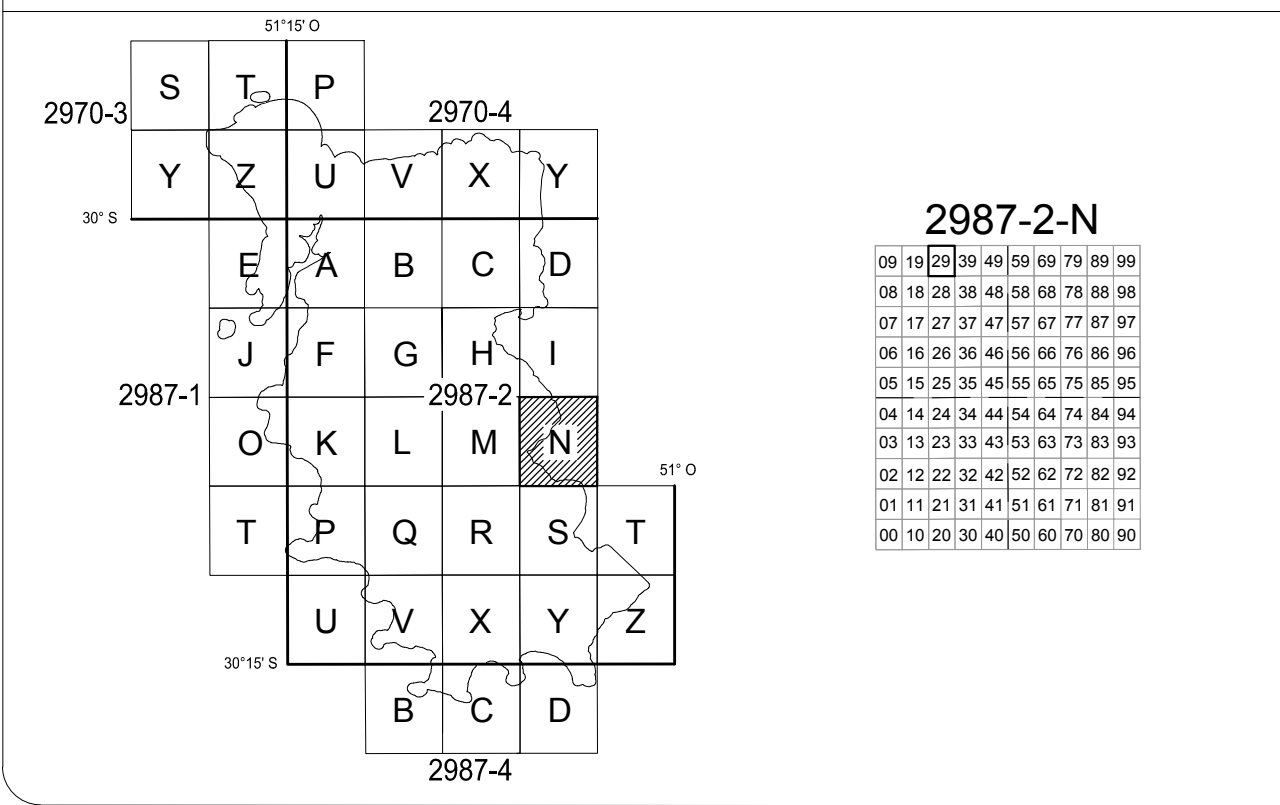 51°15' O
S T P
2970-3 2970-4
Y Z U V X Y
30° S
E A B C D
J F G H I
2987-1 2987-2
O K L M N
51° O
T P Q R S T
U V X Y Z
30°15' S
B C D
2987-4
2987-2-N
09 19 29 39 49 59 69 79 89 99
08 18 28 38 48 58 68 78 88 98
07 17 27 37 47 57 67 77 87 97
06 16 26 36 46 56 66 76 86 96
05 15 25 35 45 55 65 75 85 95
04 14 24 34 44 54 64 74 84 94
03 13 23 33 43 53 63 73 83 93
02 12 22 32 42 52 62 72 82 92
01 11 21 31 41 51 61 71 81 91
00 10 20 30 40 50 60 70 80 90